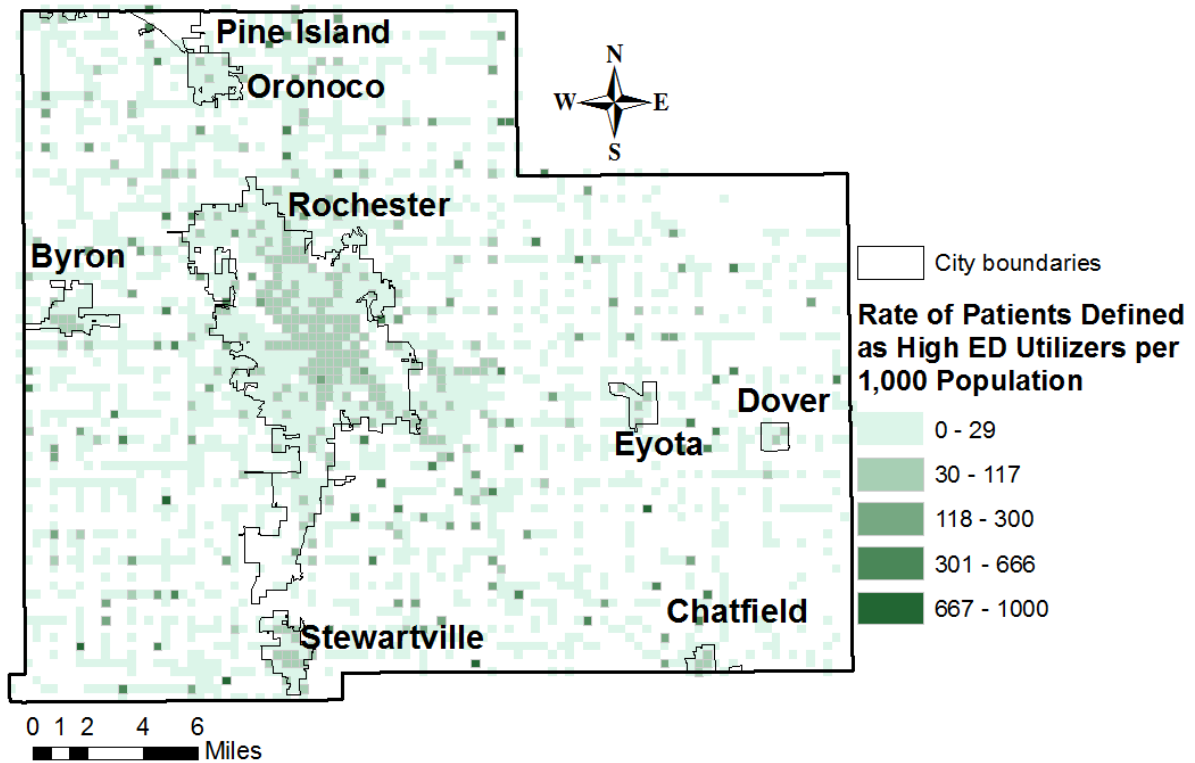 Pine Island
Oronoco
N
W E
S
Rochester
Byron
City boundaries
Rate of Patients Defined
as High ED Utilizers per
1,000 Population
0 - 29
30 - 117
118 - 300
301 - 666
667 - 1000
Dover
Eyota
Chatfield
Stewartville
0 1 2 4 6
Miles